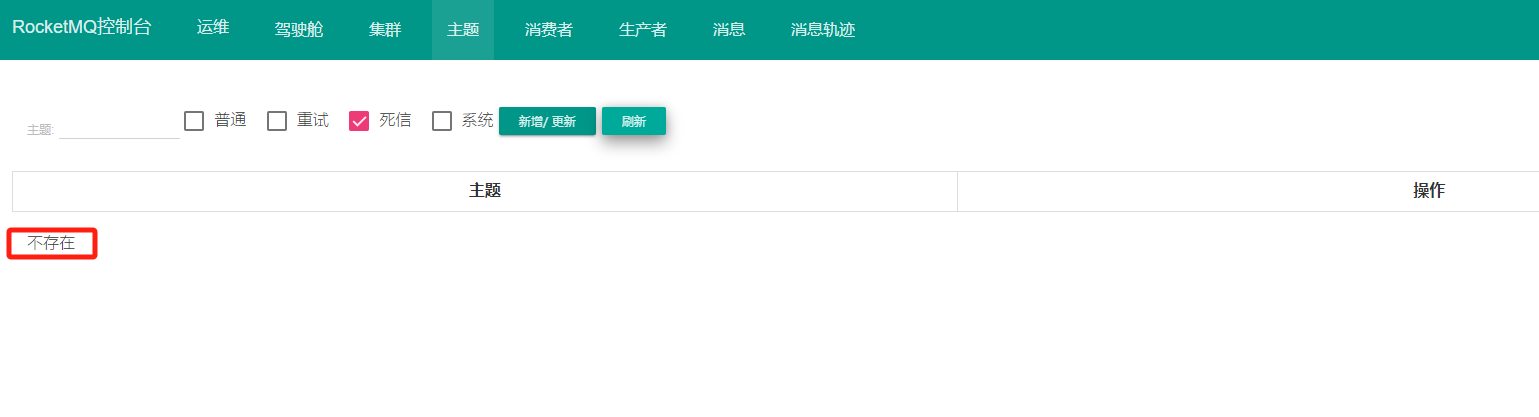 RocketMQ控制台 运维 驾驶舱 集群 主题 消费者 生产者 消息 消息轨迹
主题: 普通 重试 死信 系统 新增/ 更新 刷新
主题 操作
不存在